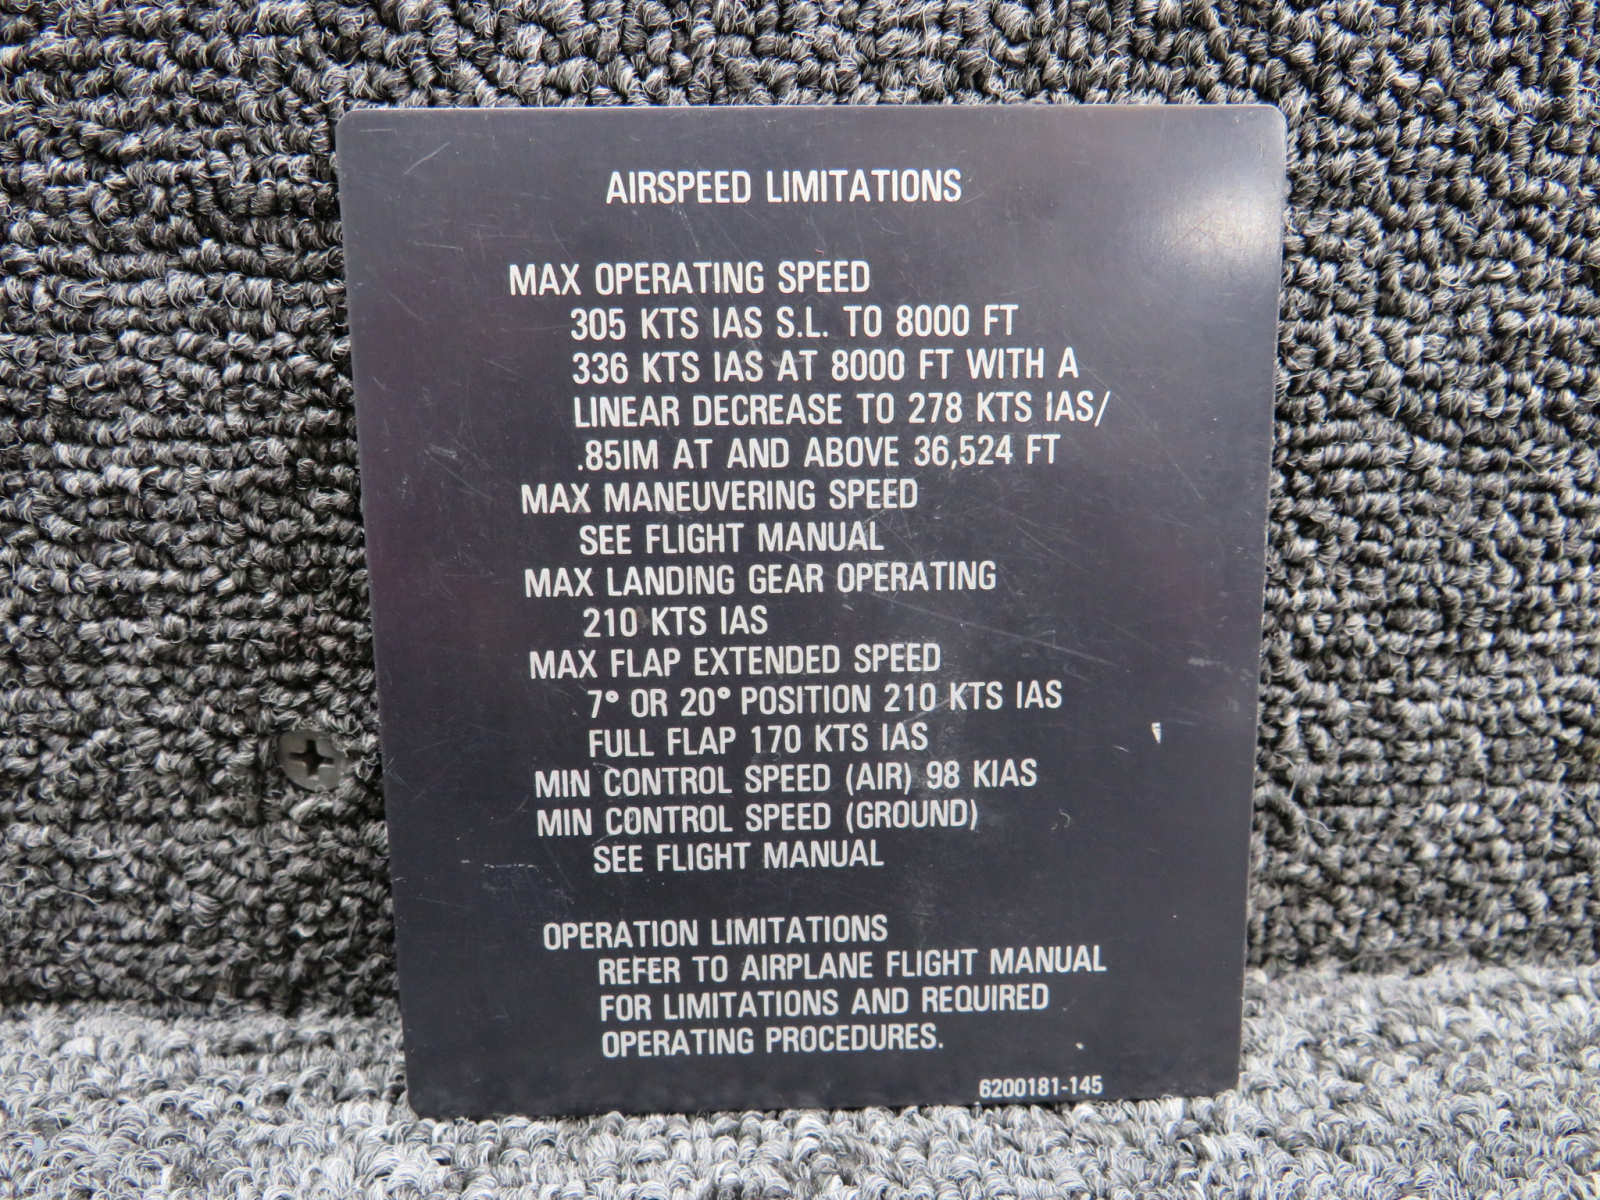 AIRSPEED LIMITATIONS
MAX OPERATING SPEED
305 KTS IAS S.L. TO 8000 FT
336 KTS IAS AT 8000 FT WITH A
LINEAR DECREASE TO 278 KTS IAS/
.85IM AT AND ABOVE 36,524 FT
MAX MANEUVERING SPEED
SEE FLIGHT MANUAL
MAX LANDING GEAR OPERATING
210 KTS IAS
MAX FLAP EXTENDED SPEED
7° OR 20° POSITION 210 KTS IAS
FULL FLAP 170 KTS IAS
MIN CONTROL SPEED (AIR) 98 KIAS
MIN CONTROL SPEED (GROUND)
SEE FLIGHT MANUAL
OPERATION LIMITATIONS
REFER TO AIRPLANE FLIGHT MANUAL
FOR LIMITATIONS AND REQUIRED
OPERATING PROCEDURES.
6200181-145